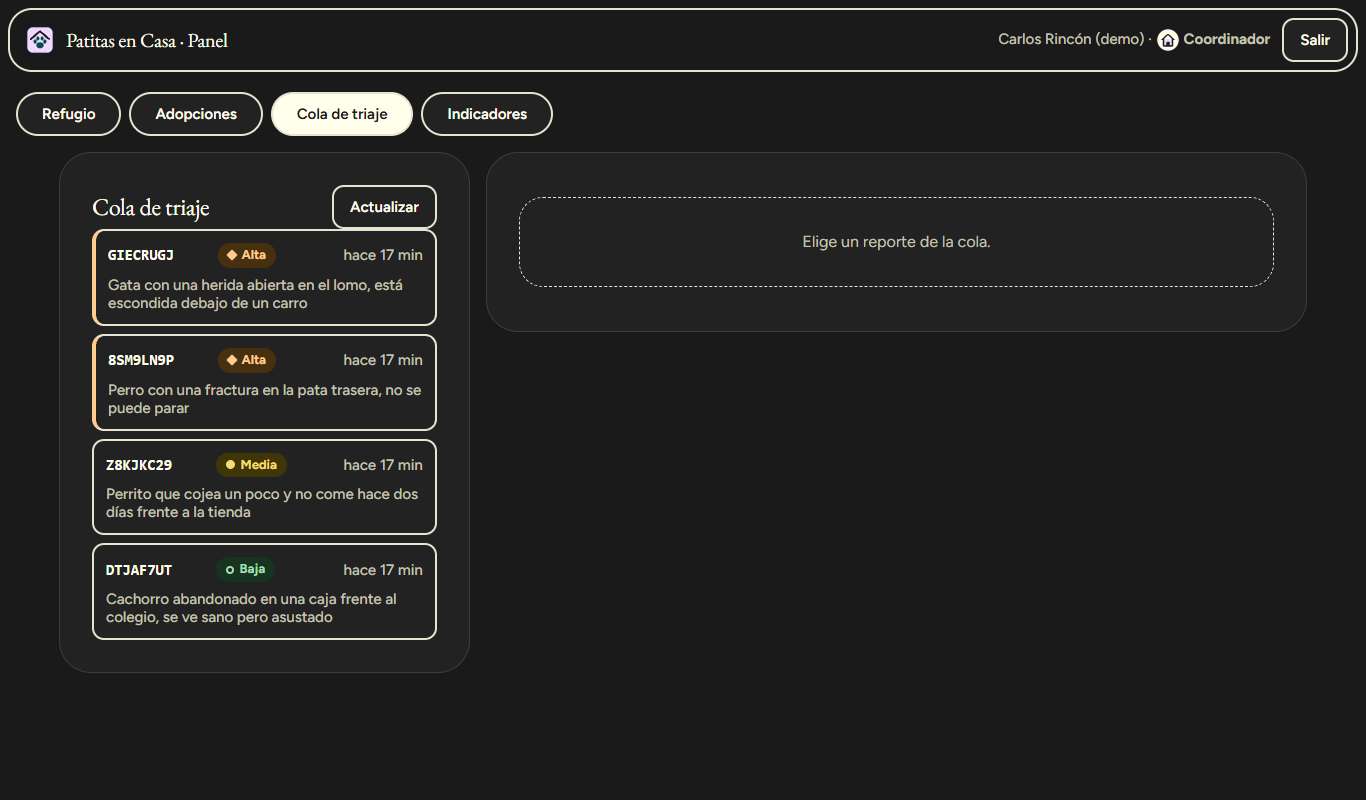 Patitas en Casa · Panel
Carlos Rincón (demo) · Coordinador
Salir
Refugio
Adopciones
Cola de triaje
Indicadores
Cola de triaje
Actualizar
GIECRUGJ
Alta
hace 17 min
Gata con una herida abierta en el lomo, está
escondida debajo de un carro
8SM9LN9P
Alta
hace 17 min
Perro con una fractura en la pata trasera, no se
puede parar
Z8KJKC29
Media
hace 17 min
Perrito que cojea un poco y no come hace dos
días frente a la tienda
DTJAF7UT
Baja
hace 17 min
Cachorro abandonado en una caja frente al
colegio, se ve sano pero asustado
Elige un reporte de la cola.